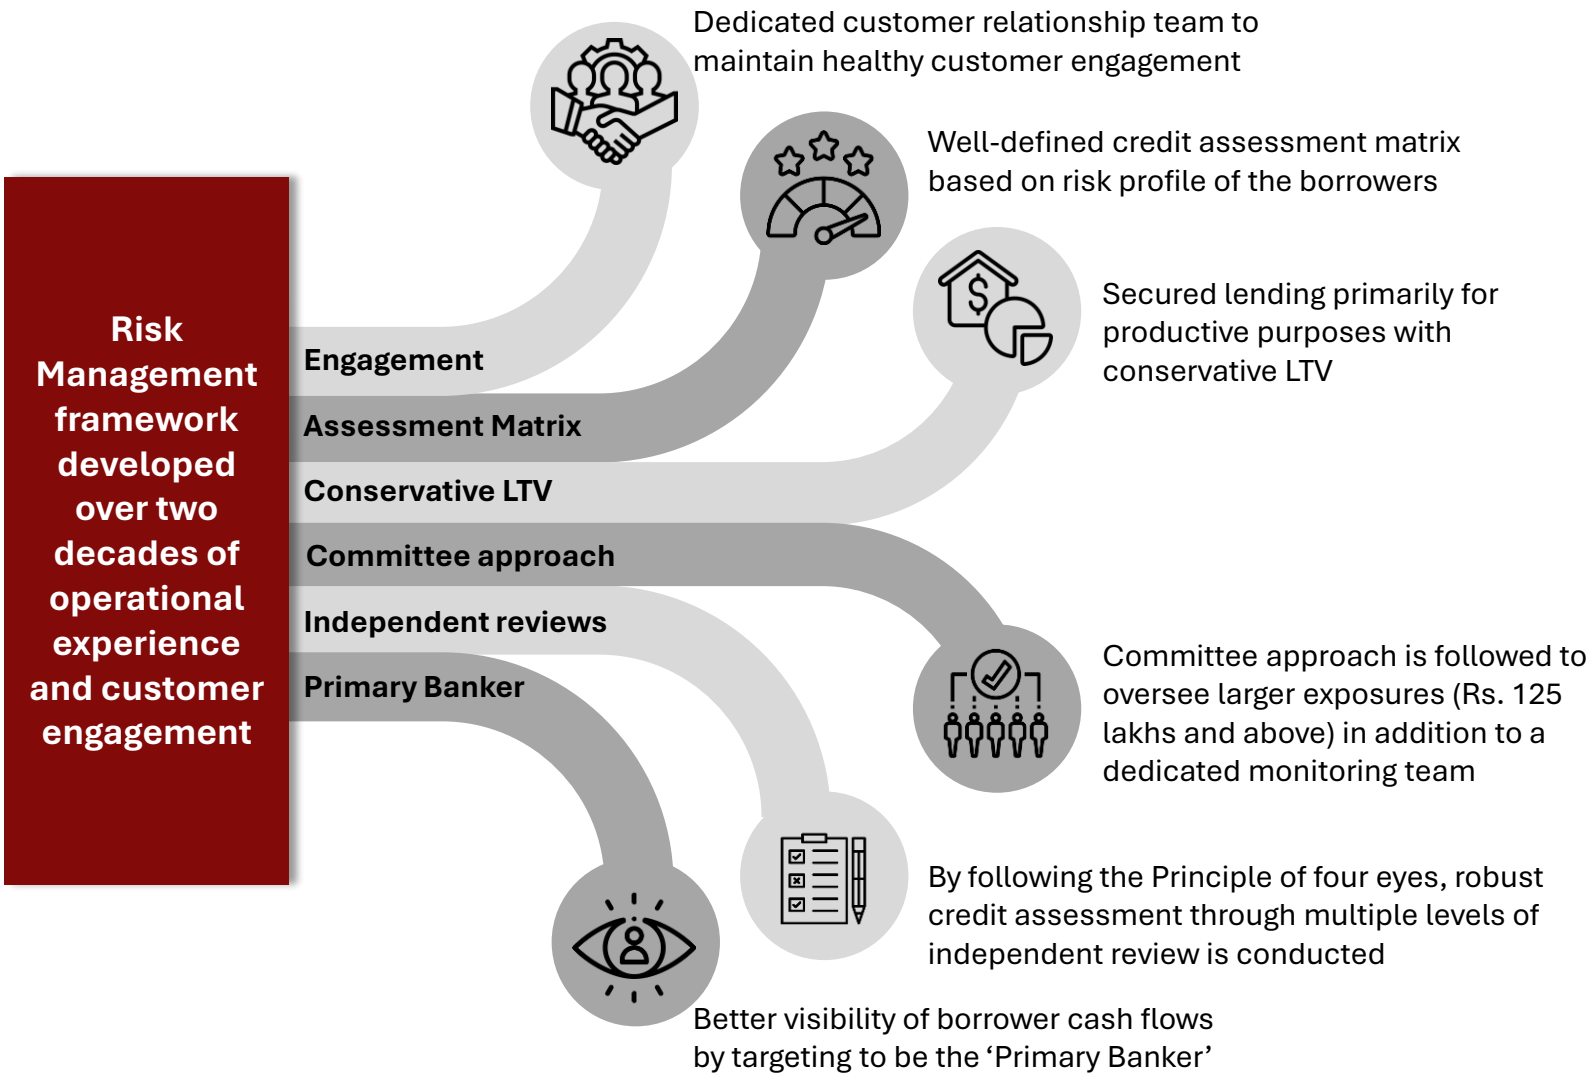 Risk
Management
framework
developed
over two
decades of
operational
experience
and customer
engagement
Engagement
Dedicated customer relationship team to
maintain healthy customer engagement
Assessment Matrix
Well-defined credit assessment matrix
based on risk profile of the borrowers
Conservative LTV
$
Secured lending primarily for
productive purposes with
conservative LTV
Committee approach
Committee approach is followed to
oversee larger exposures (Rs. 125
lakhs and above) in addition to a
dedicated monitoring team
Independent reviews
By following the Principle of four eyes, robust
credit assessment through multiple levels of
independent review is conducted
Primary Banker
Better visibility of borrower cash flows
by targeting to be the ‘Primary Banker’